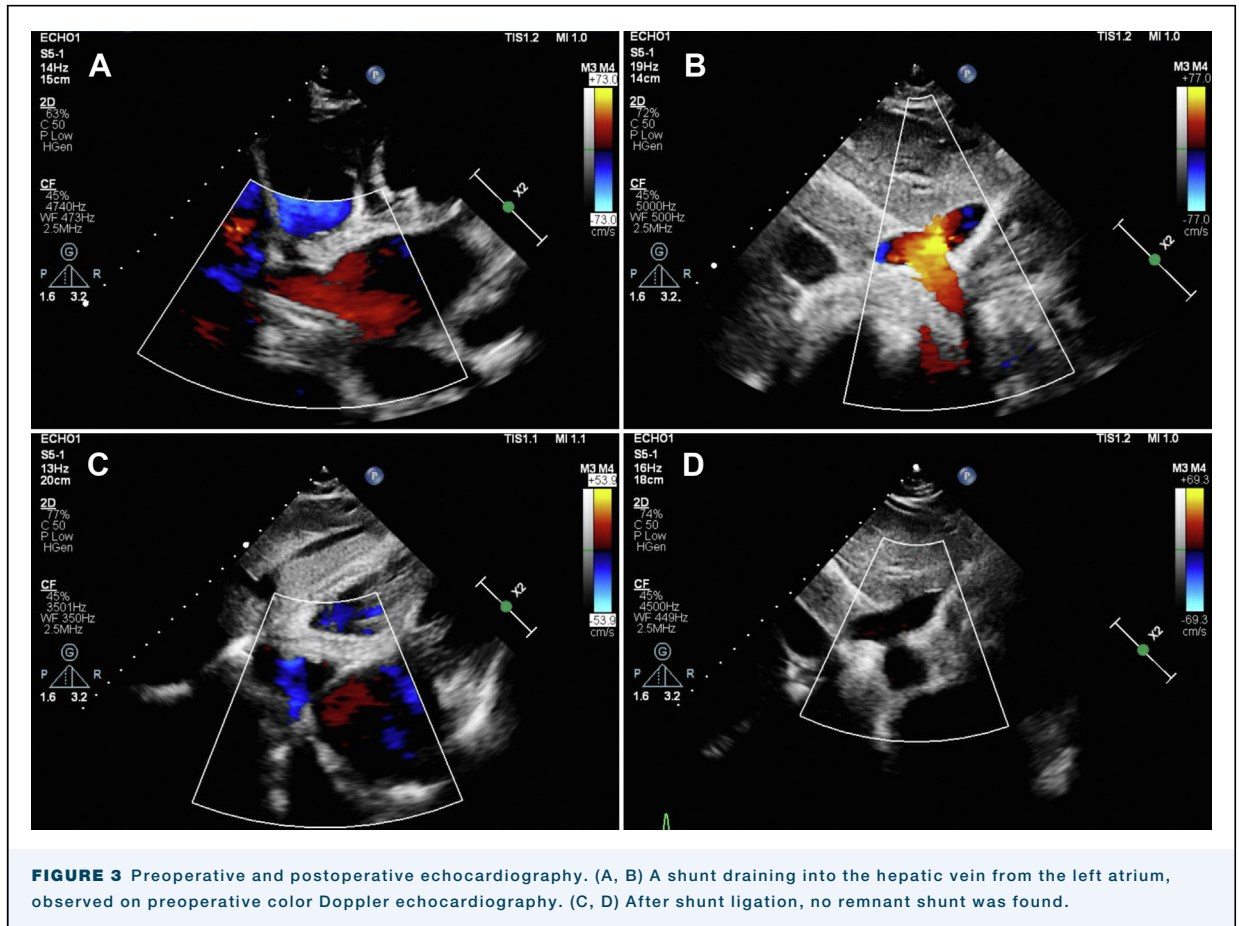 ECHO1
TIS1.2 MI 1.0
S5-1
14Hz
15cm
A
P
M3 M4
+73.0
2D
63%
C 50
P Low
HGen
CF
45%
4740Hz
WF 473Hz
2.5MHz
-73.0
cm/s
X2
G
P R
1.6 3.2
ECHO1
TIS1.2 MI 1.0
S5-1
19Hz
14cm
B
P
M3 M4
+77.0
2D
72%
C 50
P Low
HGen
CF
45%
5000Hz
WF 500Hz
2.5MHz
-77.0
cm/s
X2
G
P R
1.6 3.2
ECHO1
TIS1.1 MI 1.1
S5-1
13Hz
20cm
C
P
M3 M4
+53.9
2D
77%
C 50
P Low
HGen
CF
45%
3501Hz
WF 350Hz
2.5MHz
-53.9
cm/s
X2
G
P R
1.6 3.2
ECHO1
TIS1.2 MI 1.0
S5-1
16Hz
18cm
D
P
M3 M4
+69.3
2D
74%
C 50
P Low
HGen
CF
45%
4500Hz
WF 449Hz
2.5MHz
-69.3
cm/s
X2
G
P R
1.6 3.2
FIGURE 3 Preoperative and postoperative echocardiography. (A, B) A shunt draining into the hepatic vein from the left atrium,
observed on preoperative color Doppler echocardiography. (C, D) After shunt ligation, no remnant shunt was found.